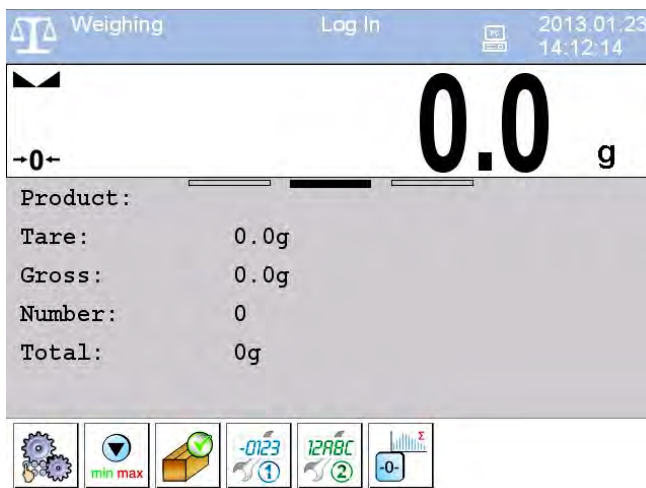 Weighing Log In PC 2013.01.23
14:12:14
→0← 0.0 g
Product:
Tare: 0.0g
Gross: 0.0g
Number: 0
Total: 0g
min max -0123 1 12ABC 2 Σ -0-